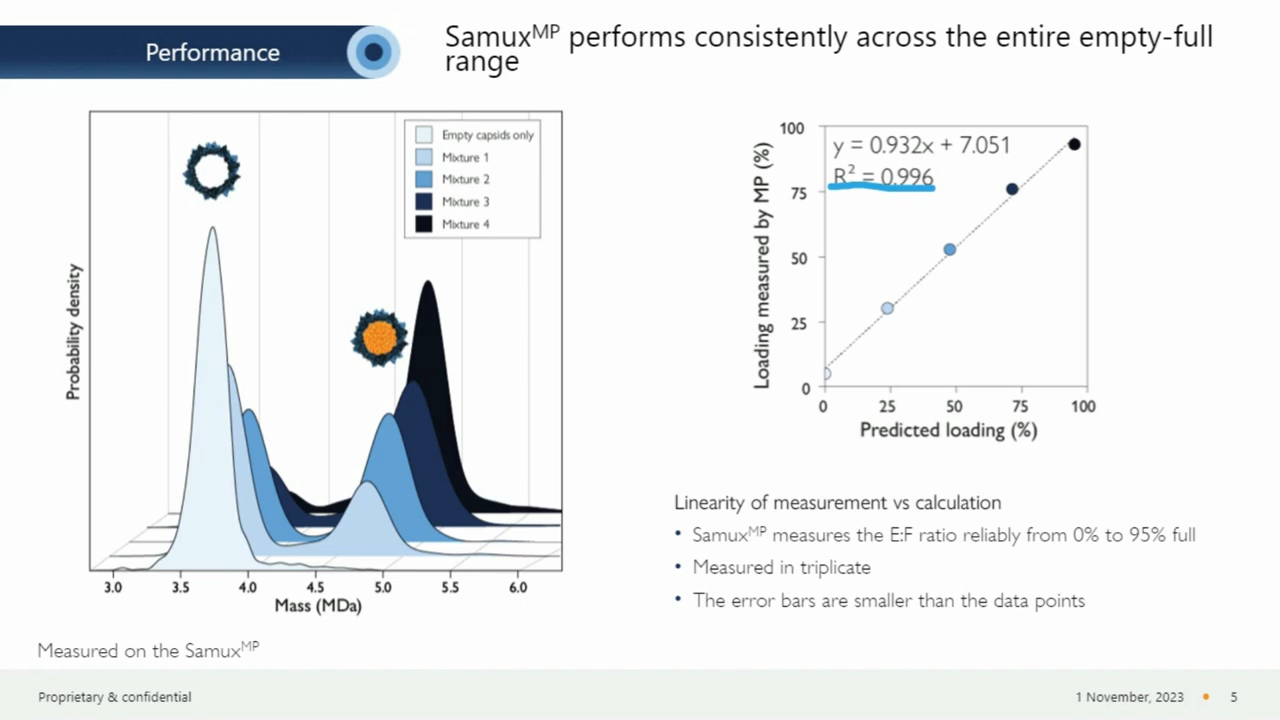 Performance
Samuxᴹᴾ performs consistently across the entire empty-full
range
Empty capsids only
Mixture 1
Mixture 2
Mixture 3
Mixture 4
Probability density
3.0 3.5 4.0 4.5 5.0 5.5 6.0
Mass (MDa)
Measured on the Samuxᴹᴾ
y = 0.932x + 7.051
R² = 0.996
Loading measured by MP (%)
100
75
50
25
0
0 25 50 75 100
Predicted loading (%)
Linearity of measurement vs calculation
• Samuxᴹᴾ measures the E:F ratio reliably from 0% to 95% full
• Measured in triplicate
• The error bars are smaller than the data points
Proprietary & confidential
1 November, 2023 • 5